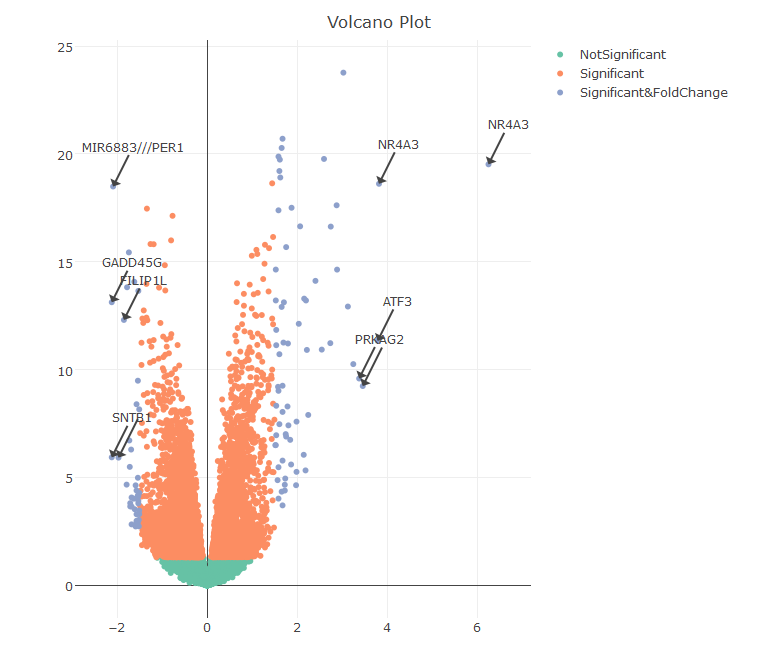 Volcano Plot
25
20
15
10
5
0
−2
0
2
4
6
NotSignificant
Significant
Significant&FoldChange
MIR6883///PER1
NR4A3
NR4A3
GADD45G
FILIP1L
ATF3
PRKAG2
SNTB1